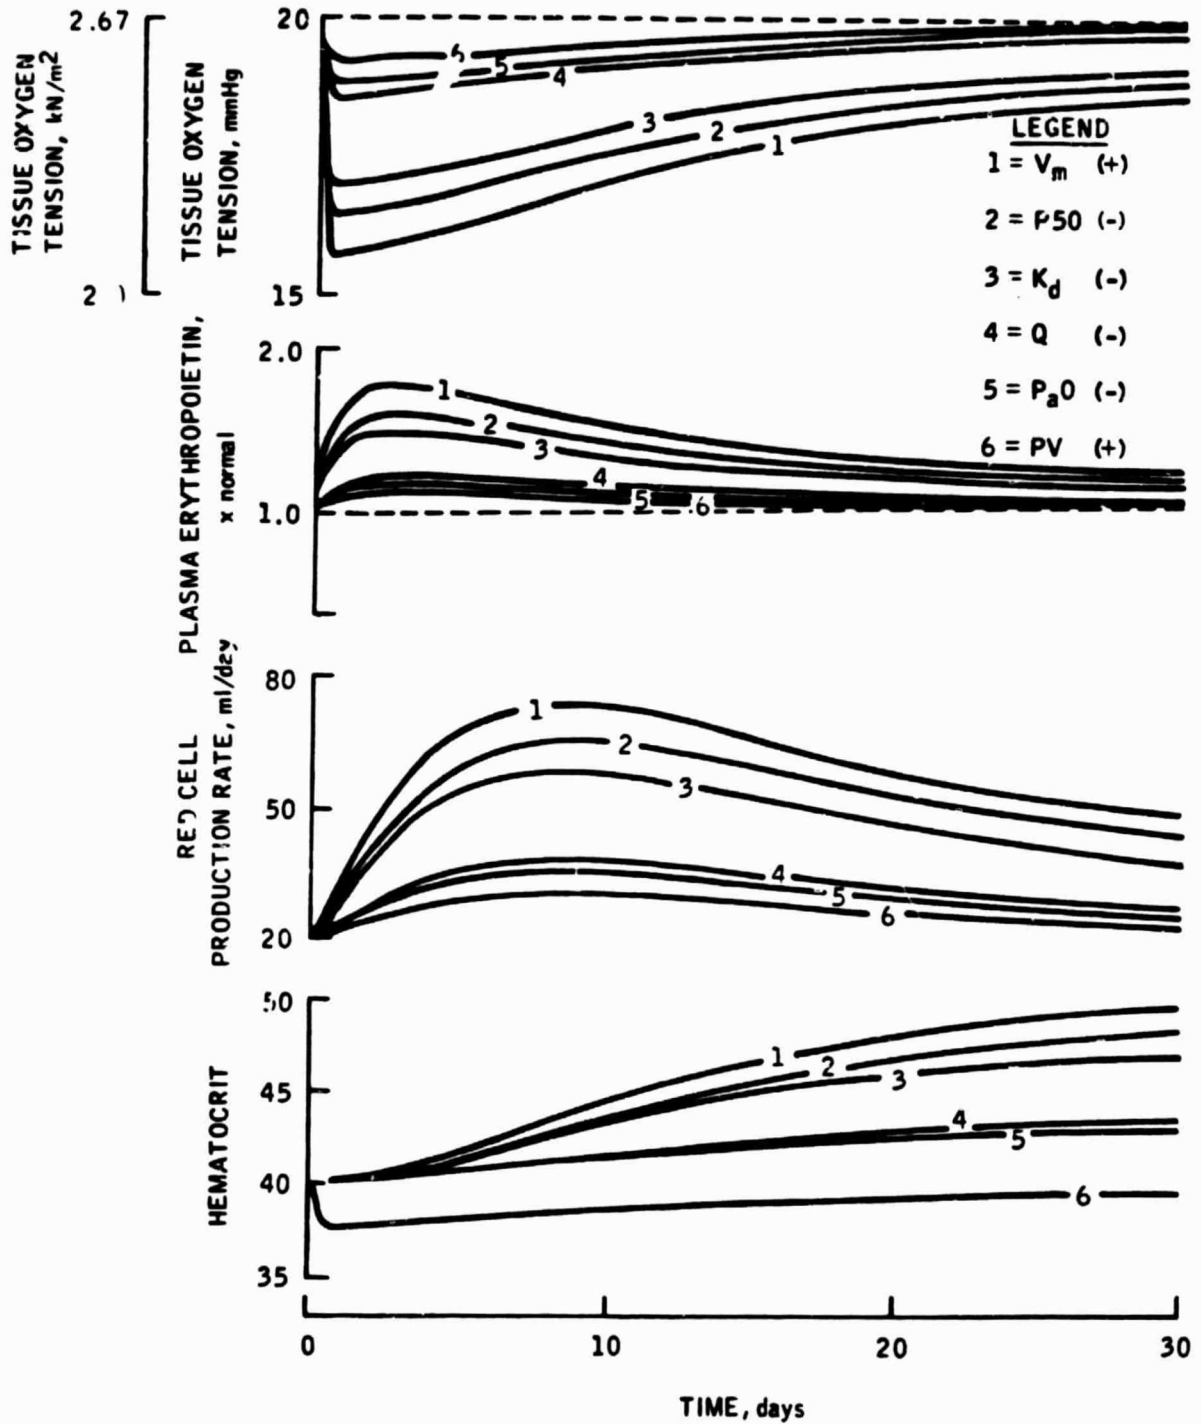 TISSUE OXYGEN
TENSION, kN/m²
2.67
2
TISSUE OXYGEN
TENSION, mmHg
20
15
6
5
4
3
2
1
LEGEND
1 = Vm (+)
2 = P50 (-)
3 = Kd (-)
4 = Q (-)
5 = PaO (-)
6 = PV (+)
PLASMA ERYTHROPOIETIN,
x normal
2.0
1.0
1
2
3
4
5
6
RED CELL
PRODUCTION RATE, ml/day
80
50
20
1
2
3
4
5
6
HEMATOCRIT
50
45
40
35
1
2
3
4
5
6
0
10
20
30
TIME, days